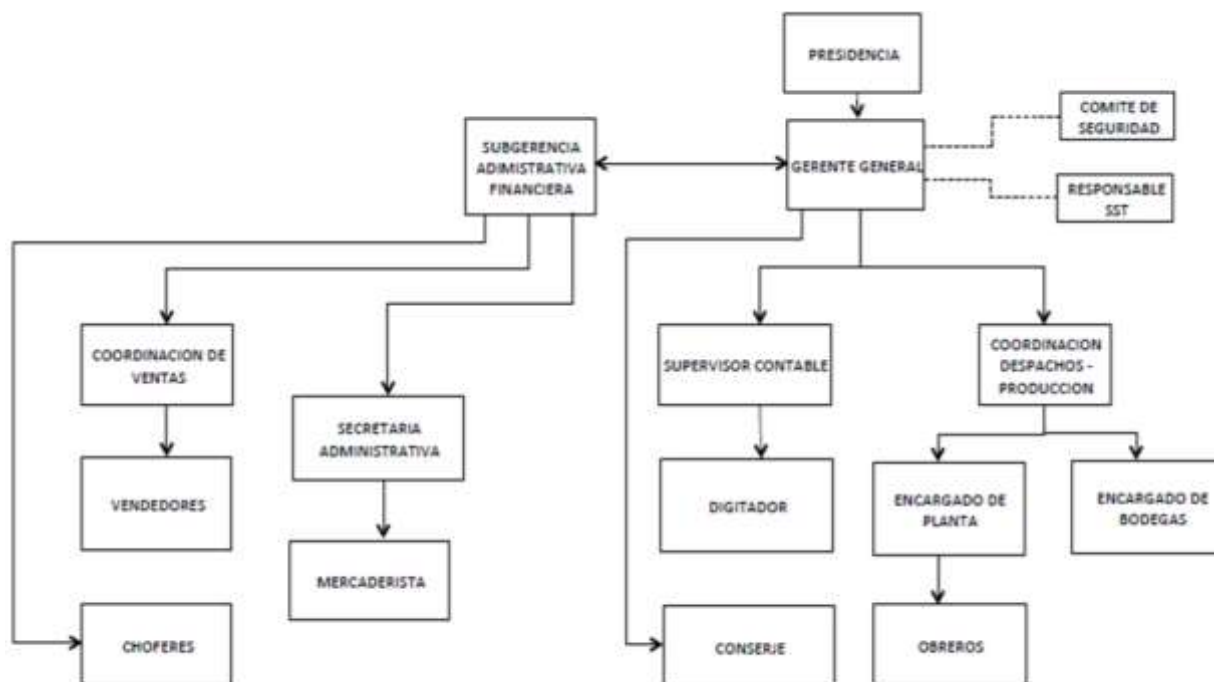 PRESIDENCIA
COMITE DE
SEGURIDAD
SUBGERENCIA
ADIMISTRATIVA
FINANCIERA
GERENTE GENERAL
RESPONSABLE
SST
COORDINACION DE
VENTAS
SUPERVISOR CONTABLE
COORDINACION
DESPACHOS -
PRODUCCION
SECRETARIA
ADMINISTRATIVA
VENDEDORES
DIGITADOR
ENCARGADO DE
PLANTA
ENCARGADO DE
BODEGAS
MERCADERISTA
CHOFERES
CONSERJE
OBREROS